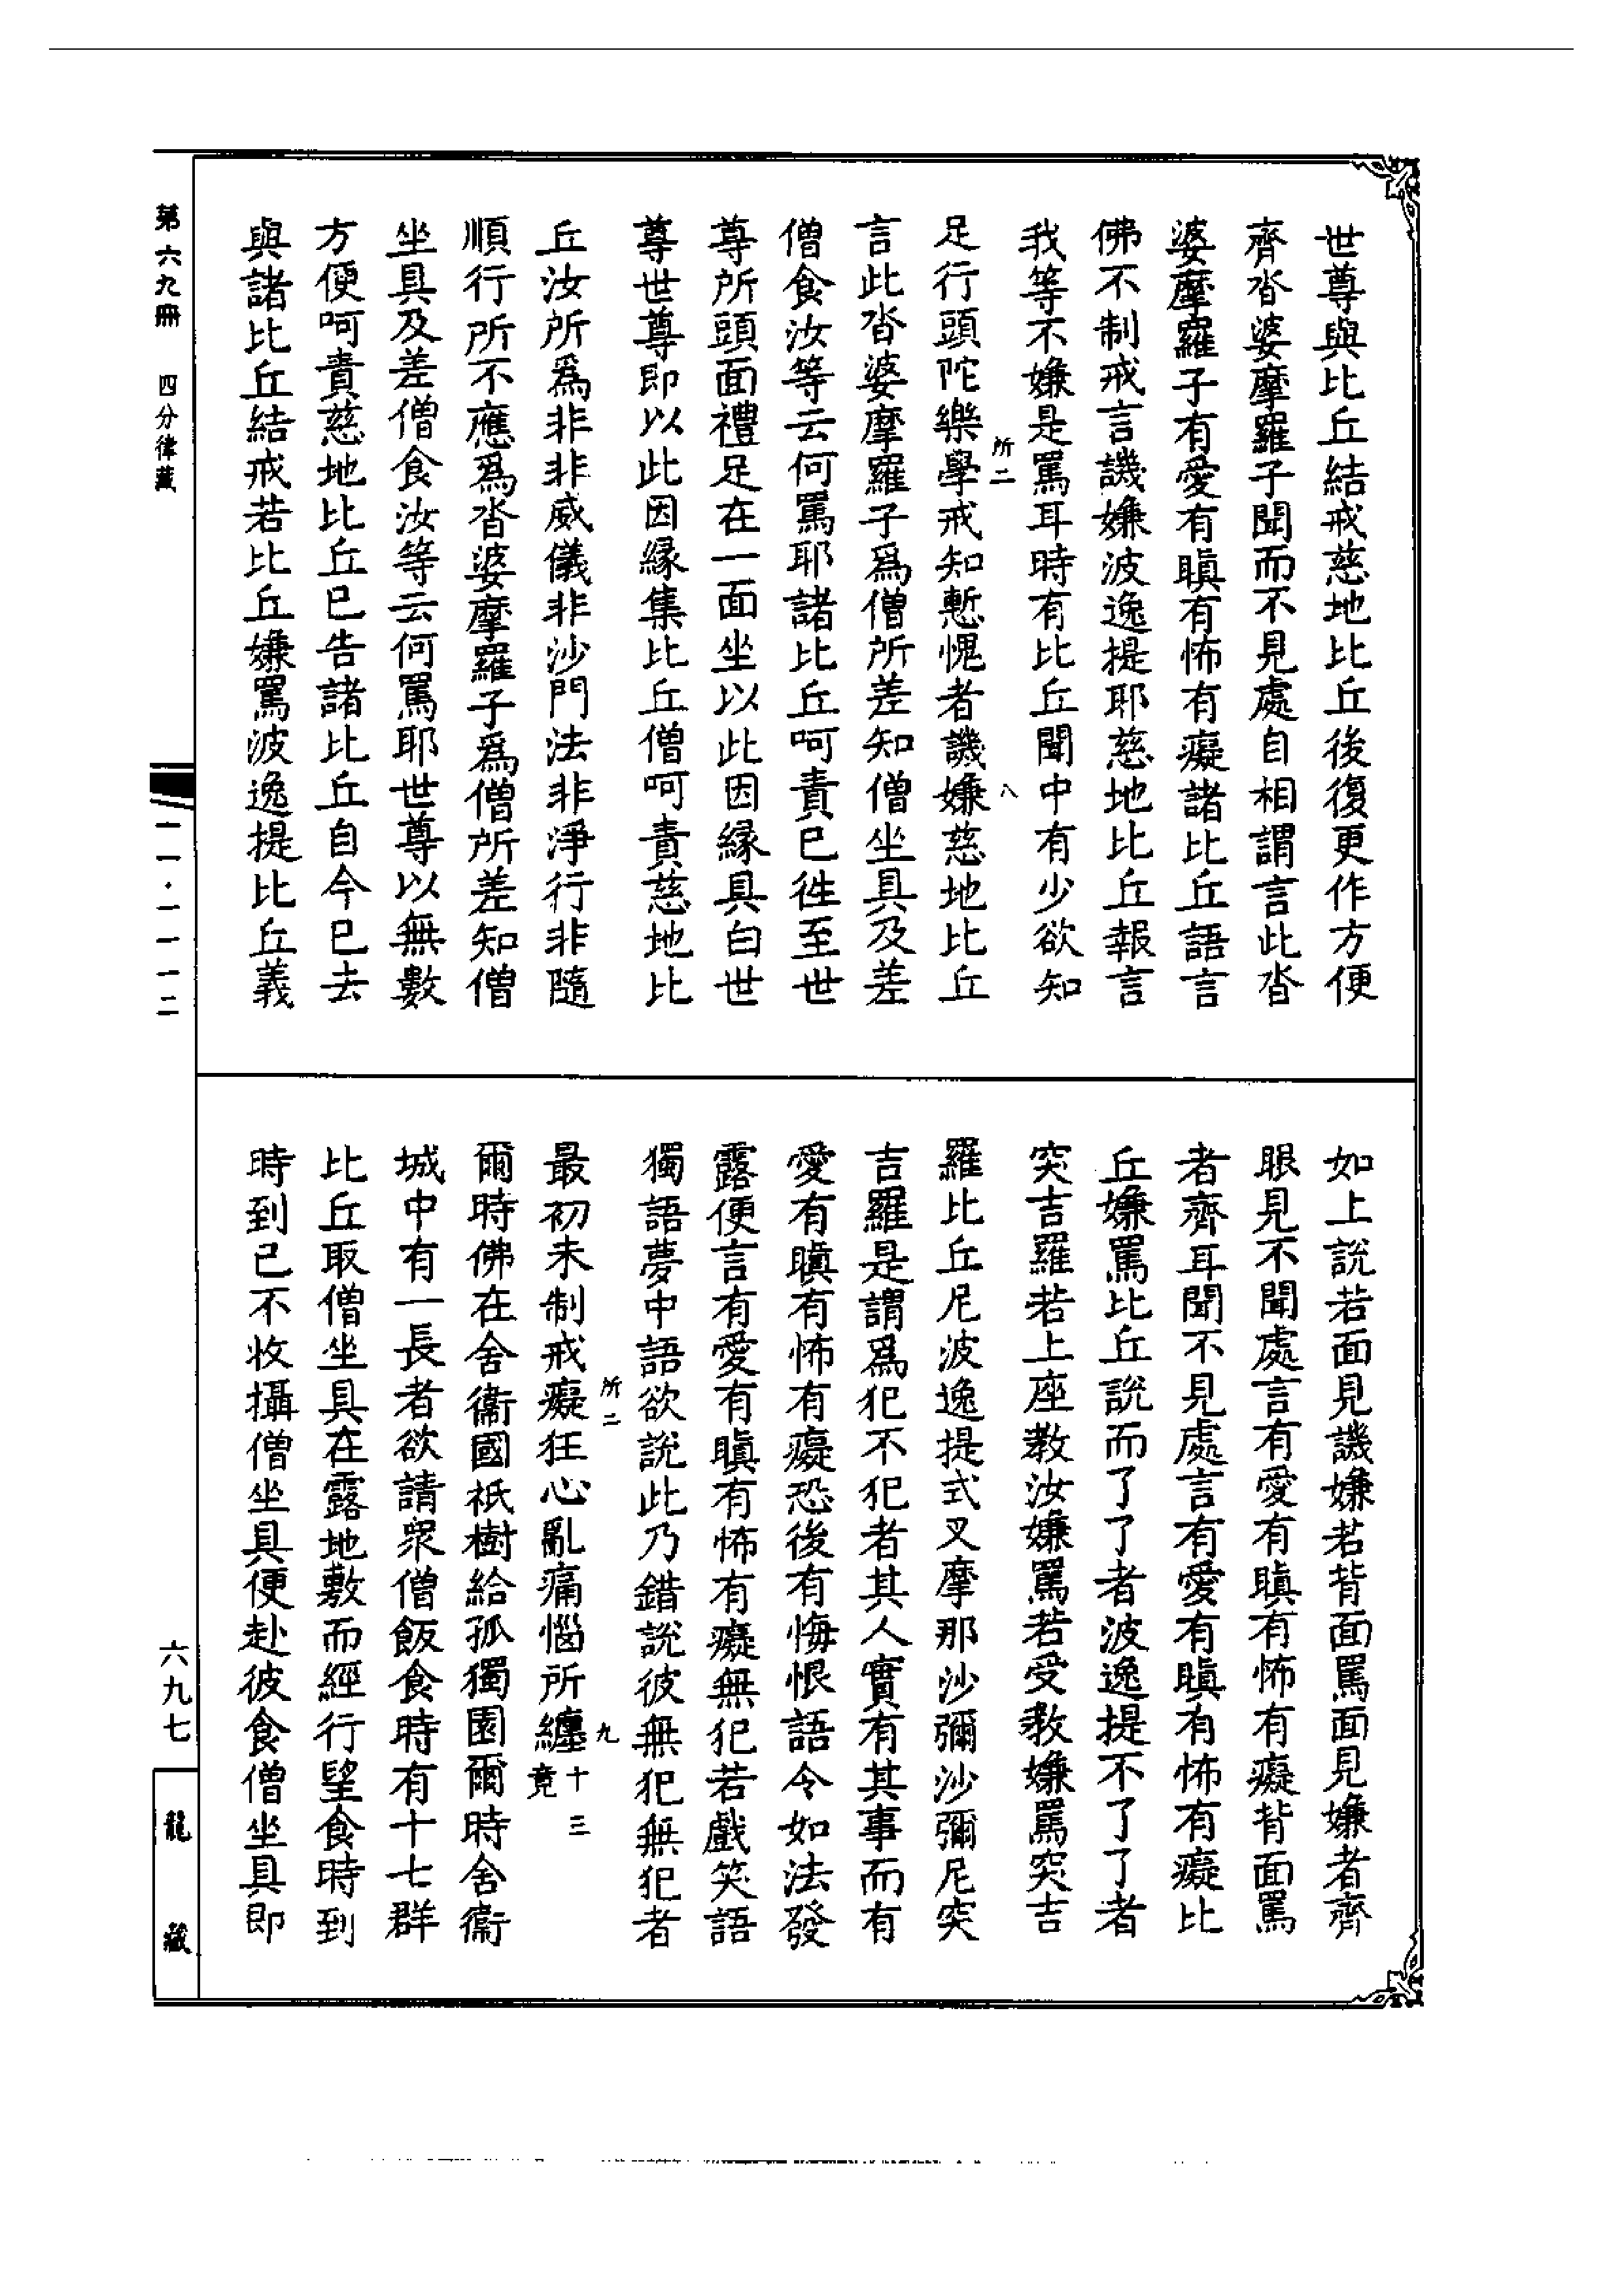 世尊與比丘結戒慈地比丘後復更作方便
齊沓婆摩羅子聞而不見處自相謂言此沓
婆摩羅子有愛有瞋有怖有癡諸比丘語言
佛不制戒言譏嫌波逸提耶慈地比丘報言
我等不嫌是罵耳時有比丘聞中有少欲知
所二
八
足行頭陀樂學戒知慙愧者譏嫌慈地比丘
言此沓婆摩羅子爲僧所差知僧坐具及差
僧食汝等云何罵耶諸比丘呵責已徃至世
尊所頭面禮足在一面坐以此因緣具白世
尊世尊即以此因緣集比丘僧呵責慈地比
丘汝所爲非非威儀非沙門法非淨行非隨
順行所不應爲沓婆摩羅子爲僧所差知僧
坐具及差僧食汝等云何罵耶世尊以無數
方便呵責慈地比丘已告諸比丘自今已去
與諸比丘結戒若比丘嫌罵波逸提比丘義
如上說若面見譏嫌若背面罵面見嫌者齊
眼見不聞處言有愛有瞋有怖有癡背面罵
者齊耳聞不見處言有愛有瞋有怖有癡比
丘嫌罵比丘說而了了者波逸提不了了者
突吉羅若上座教汝嫌罵若受教嫌罵突吉
羅比丘尼波逸提式叉摩那沙彌沙彌尼突
吉羅是謂爲犯不犯者其人實有其事而有
愛有瞋有怖有癡恐後有悔恨語令如法發
露便言有愛有瞋有怖有癡無犯若戲笑語
獨語夢中語欲說此乃錯說彼無犯無犯者
所二
九
最初未制戒癡狂心亂痛惱所纏十三竟
爾時佛在舍衞國祇樹給孤獨園爾時舍衞
城中有一長者欲請衆僧飯食時有十七群
比丘取僧坐具在露地敷而經行望食時到
時到已不收攝僧坐具便赴彼食僧坐具即
第六九冊 四分律藏
一一·一一一二
六九七
龍藏